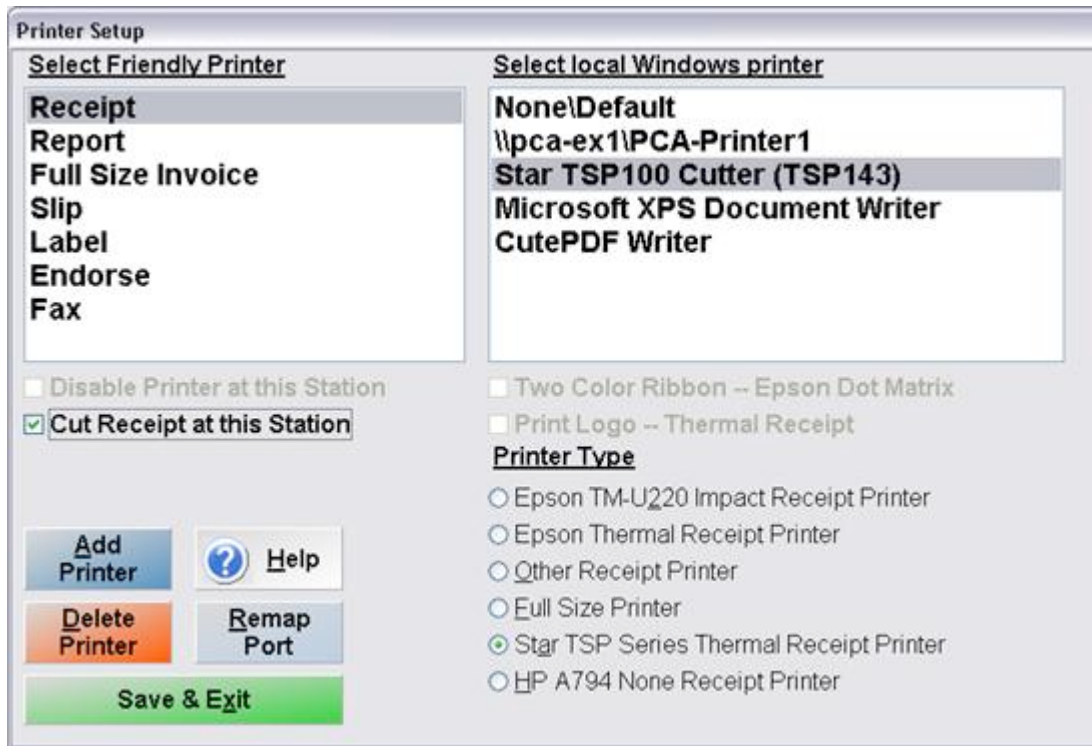 Printer Setup
Select Friendly Printer
Receipt
Report
Full Size Invoice
Slip
Label
Endorse
Fax
Disable Printer at this Station
Cut Receipt at this Station
Add
Printer
Help
Delete
Printer
Remap
Port
Save & Exit
Select local Windows printer
None\Default
\\pca-ex1\PCA-Printer1
Star TSP100 Cutter (TSP143)
Microsoft XPS Document Writer
CutePDF Writer
Two Color Ribbon -- Epson Dot Matrix
Print Logo -- Thermal Receipt
Printer Type
Epson TM-U220 Impact Receipt Printer
Epson Thermal Receipt Printer
Other Receipt Printer
Full Size Printer
Star TSP Series Thermal Receipt Printer
HP A794 None Receipt Printer